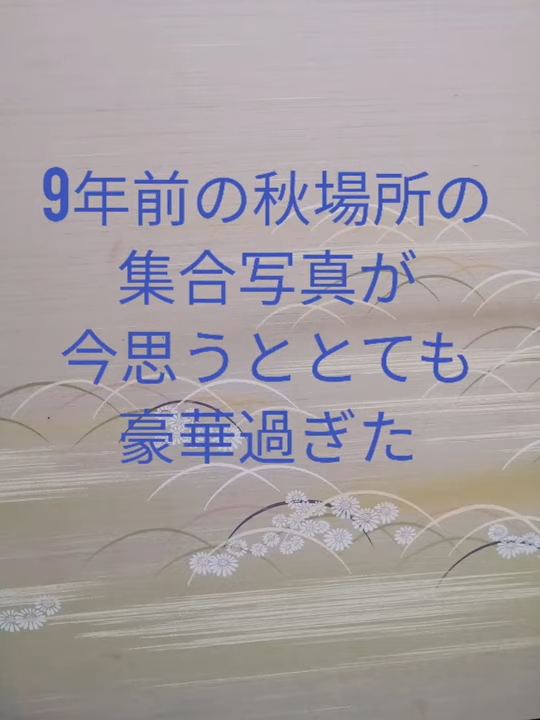 9年前の秋場所の
集合写真が
今思うととても
豪華過ぎた